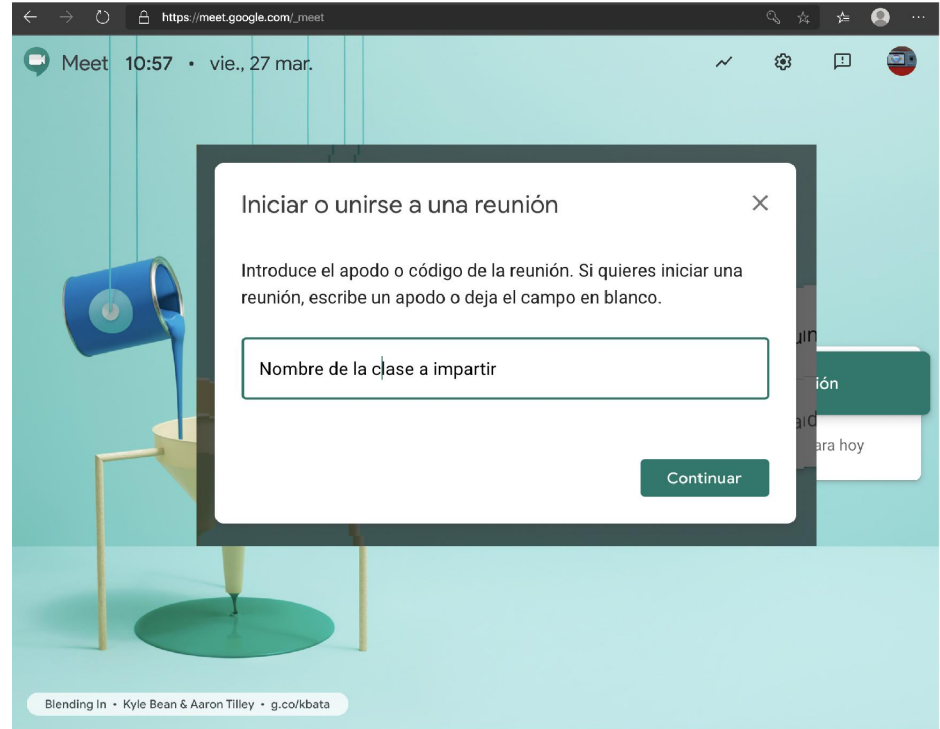 https://meet.google.com/_meet
Meet 10:57 • vie., 27 mar.
Iniciar o unirse a una reunión
Introduce el apodo o código de la reunión. Si quieres iniciar una
reunión, escribe un apodo o deja el campo en blanco.
Nombre de la clase a impartir
ión
ara hoy
Continuar
Blending In • Kyle Bean & Aaron Tilley • g.co/kbata